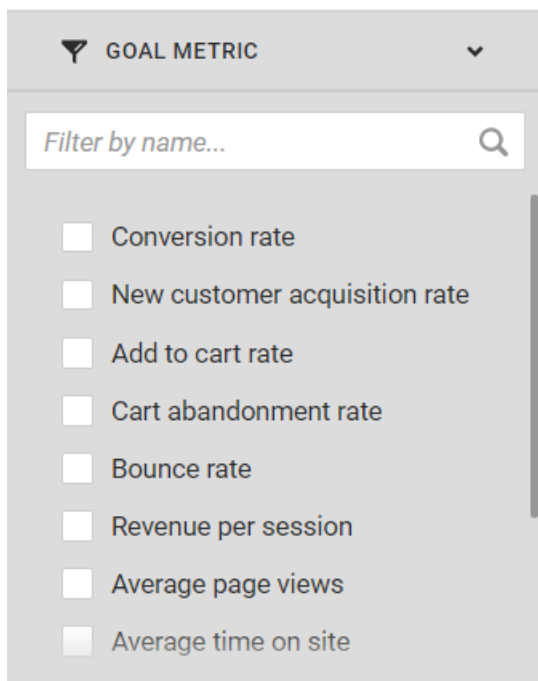 GOAL METRIC
Filter by name...
Conversion rate
New customer acquisition rate
Add to cart rate
Cart abandonment rate
Bounce rate
Revenue per session
Average page views
Average time on site